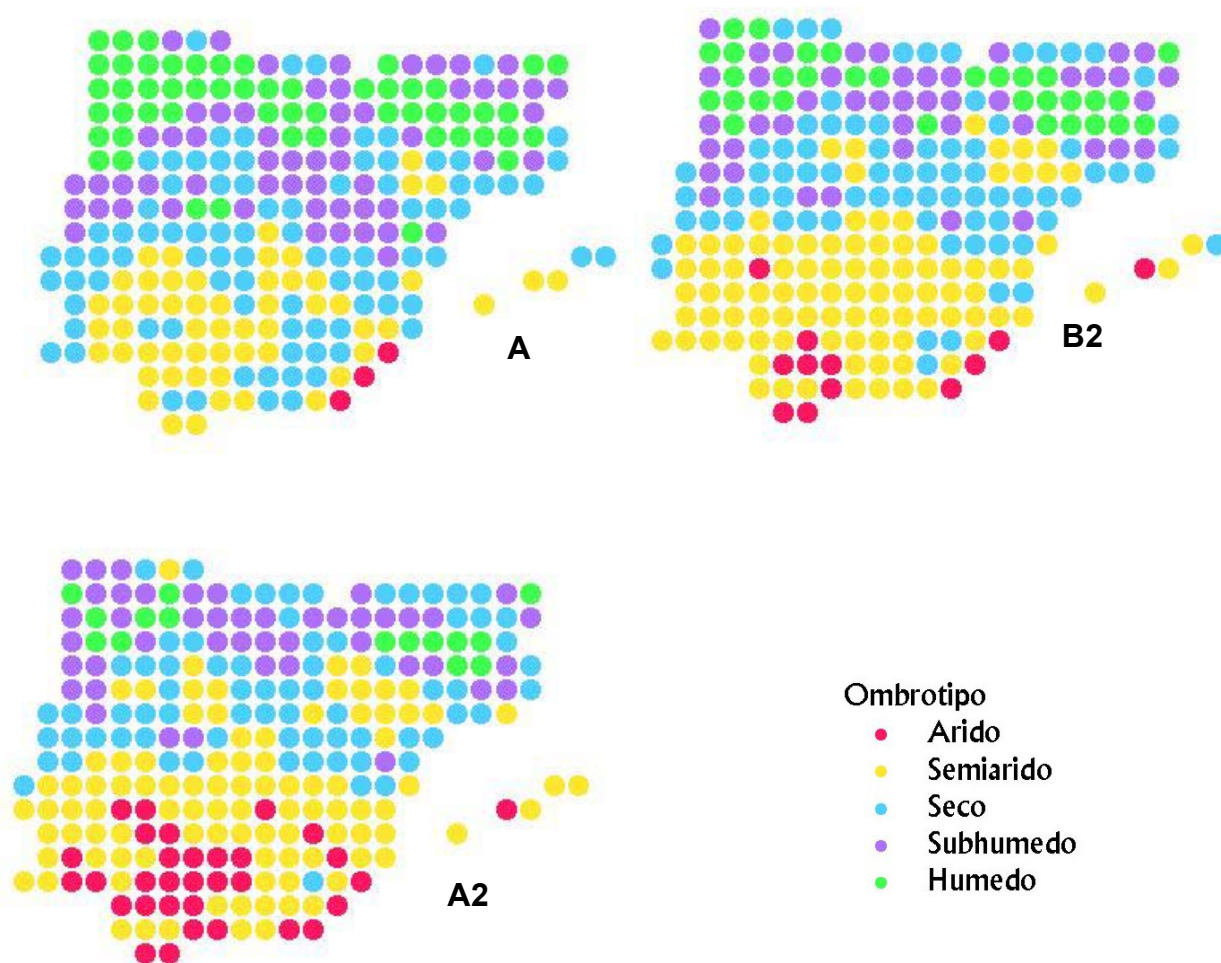 A
B2
A2
Ombrotipo
Arido
Semiarido
Seco
Subhumedo
Humedo